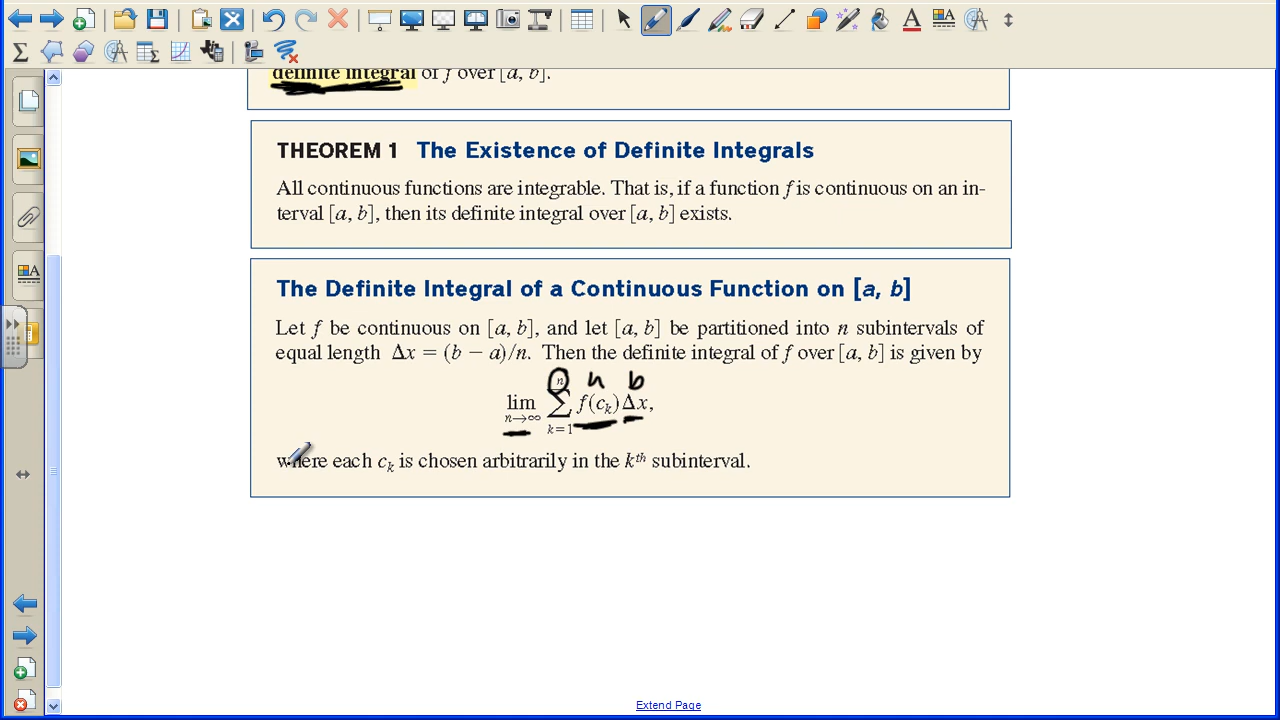 definite integral of f over [a, b].
THEOREM 1 The Existence of Definite Integrals
All continuous functions are integrable. That is, if a function f is continuous on an in-
terval [a, b], then its definite integral over [a, b] exists.
The Definite Integral of a Continuous Function on [a, b]
Let f be continuous on [a, b], and let [a, b] be partitioned into n subintervals of
equal length Δx = (b − a)/n. Then the definite integral of f over [a, b] is given by
h b
lim n→∞ n ∑ k=1 f(cₖ)Δx,
where each cₖ is chosen arbitrarily in the kth subinterval.
Extend Page